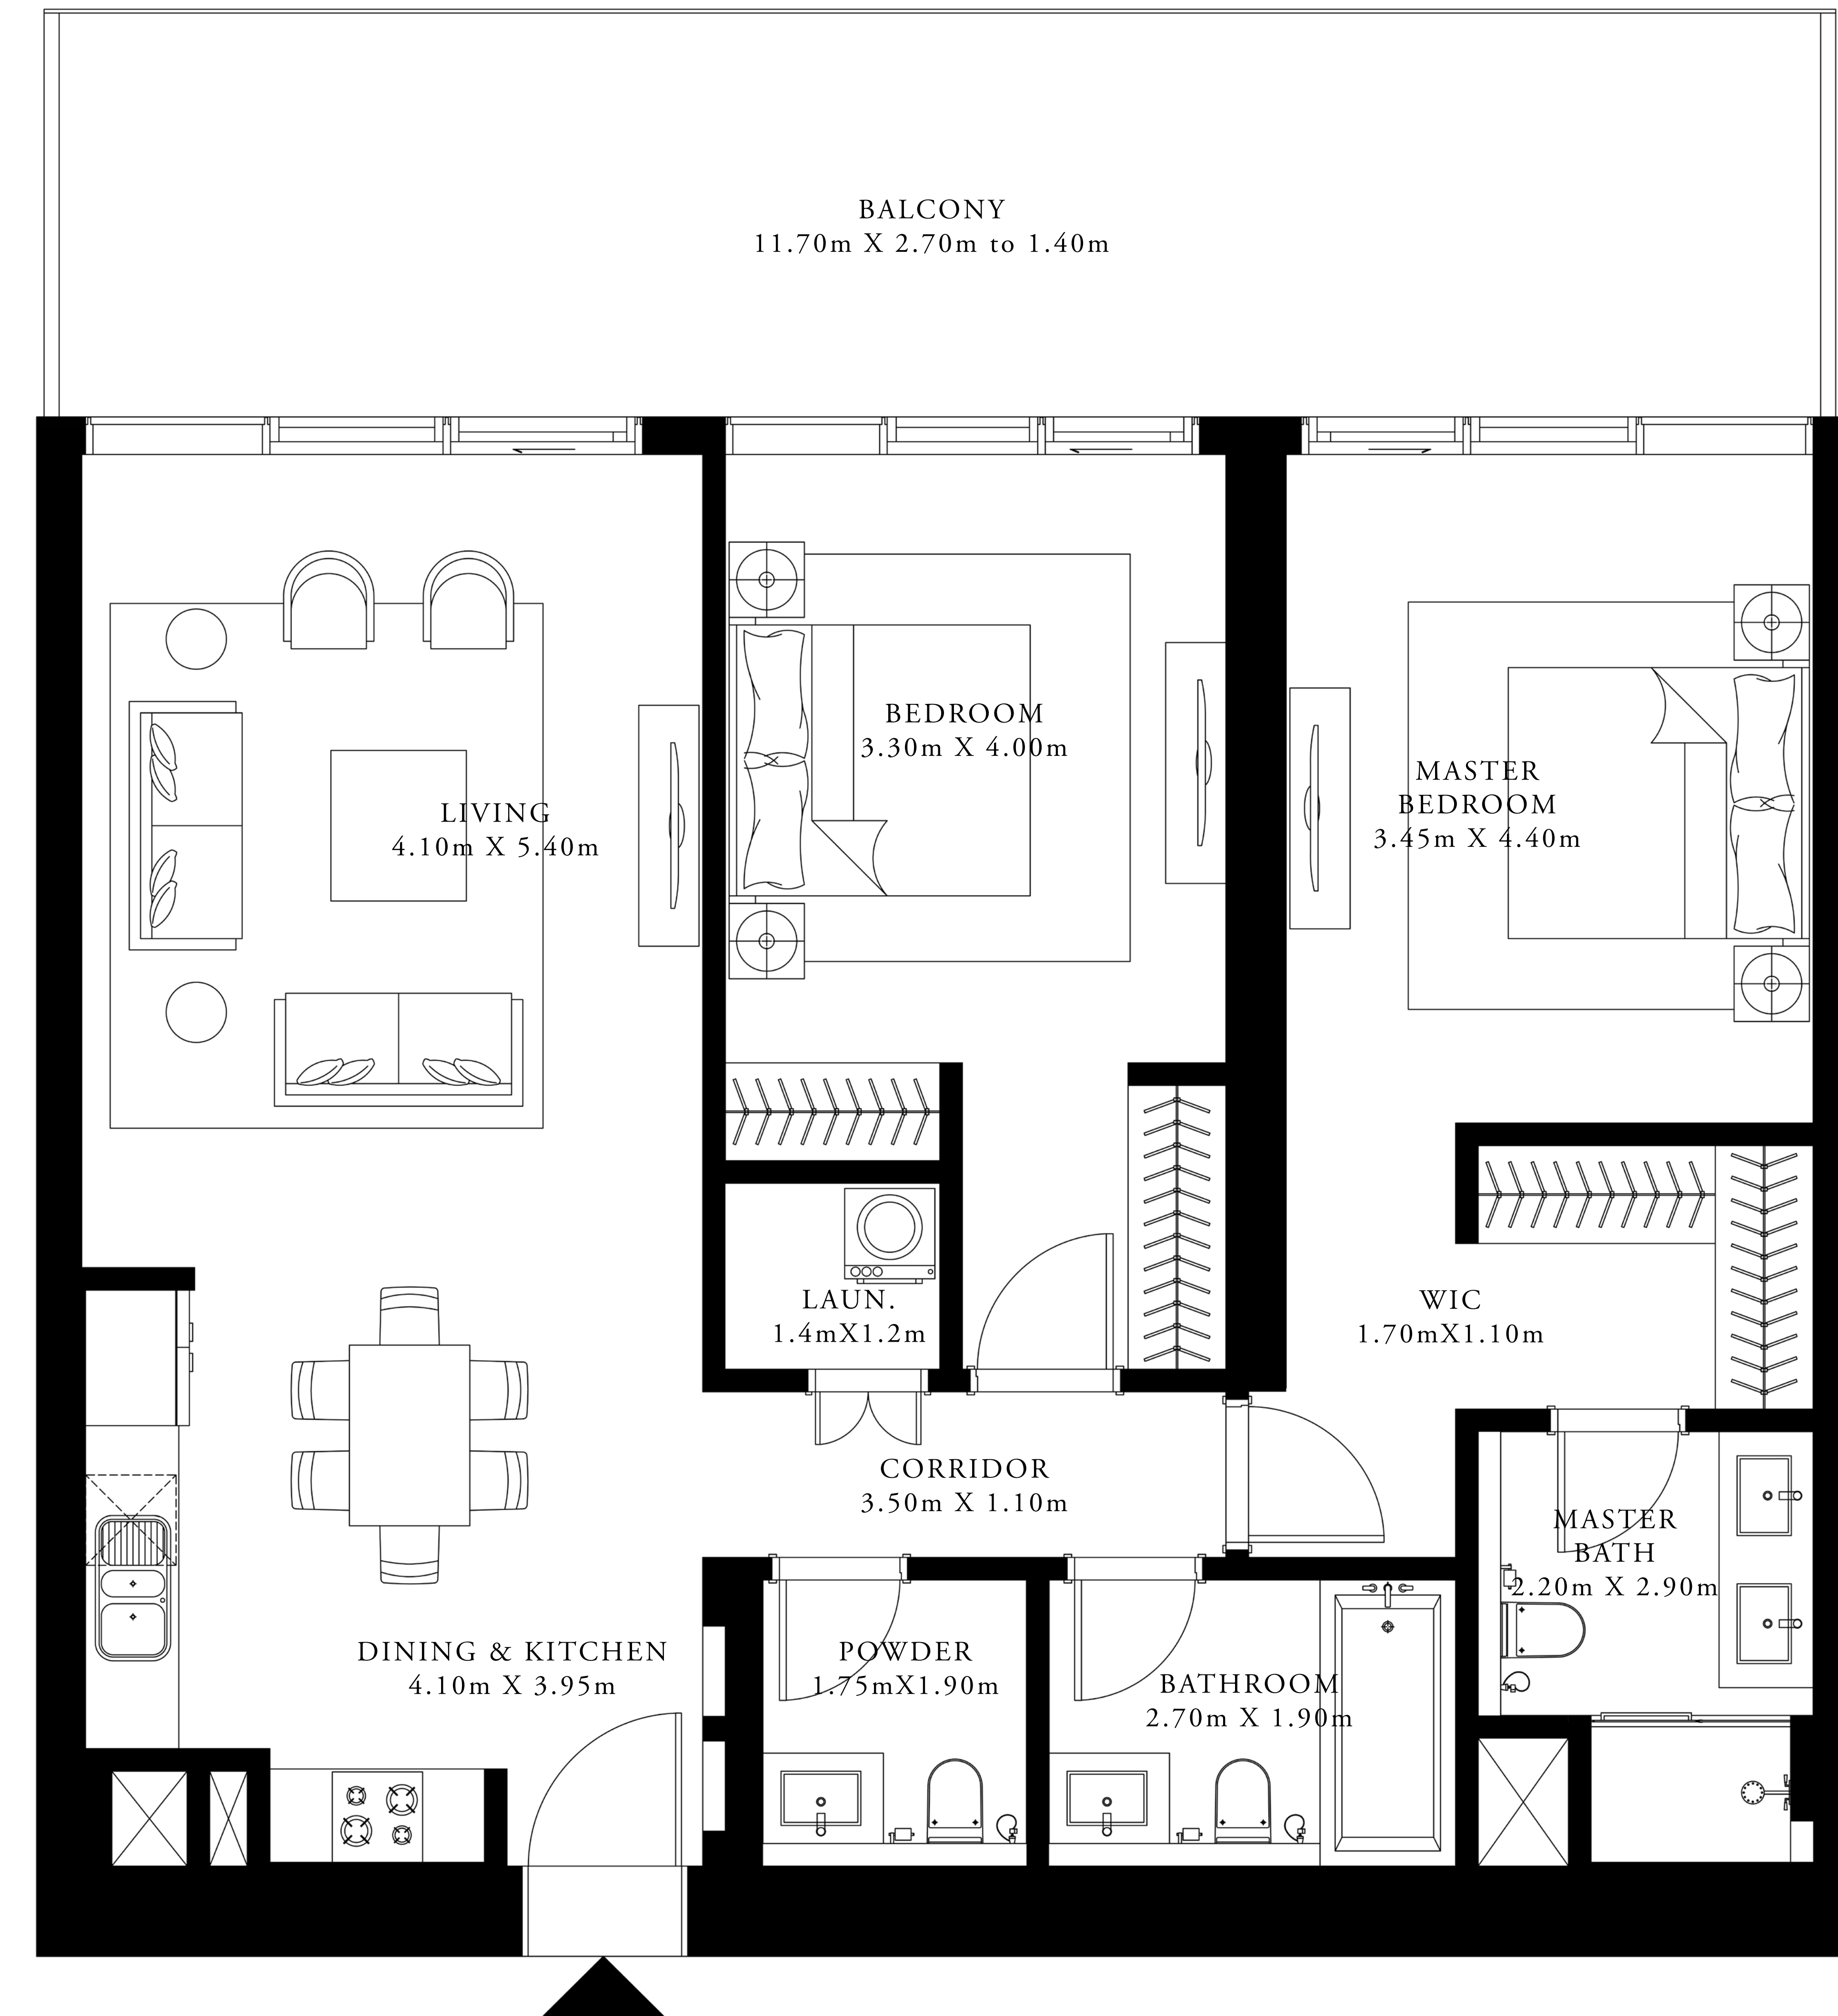 BALCONY
11.70m X 2.70m to 1.40m
BEDROOM
3.30m X 4.00m
MASTER
BEDROOM
3.45m X 4.40m
LIVING
4.10m X 5.40m
LAUN.
1.4mX1.2m
WIC
1.70mX1.10m
CORRIDOR
3.50m X 1.10m
MASTER
BATH
2.20m X 2.90m
DINING & KITCHEN
4.10m X 3.95m
POWDER
1.75mX1.90m
BATHROOM
2.70m X 1.90m